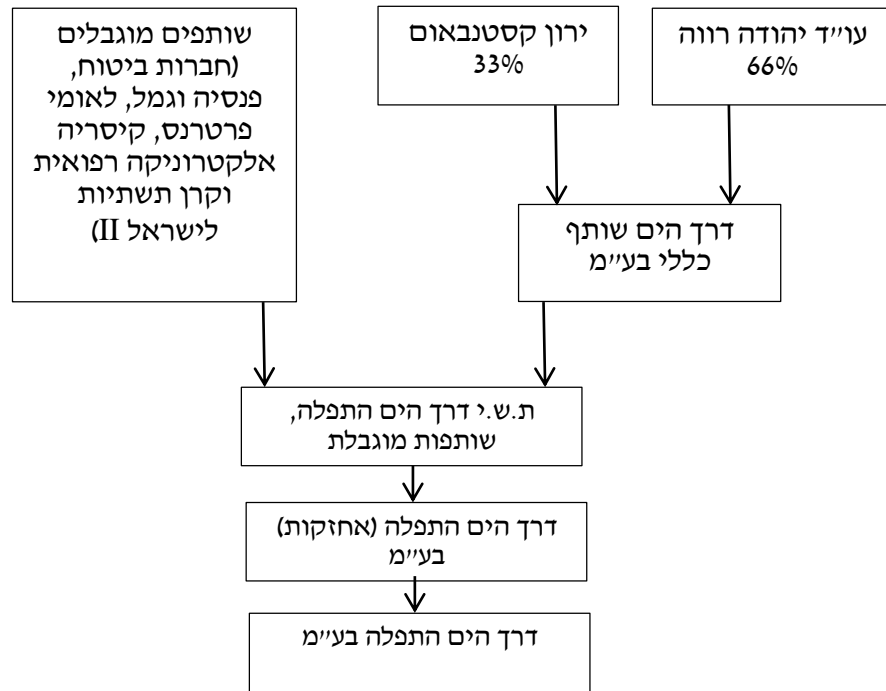 עו״ד יהודה רווה
66%
ירון קסטנבאום
33%
שותפים מוגבלים
(חברות ביטוח,
פנסיה וגמל, לאומי
פרטרנס, קיסריה
אלקטרוניקה רפואית
וקרן תשתיות
לישראל II)
דרך הים שותף
כללי בע״מ
ת.ש.י דרך הים התפלה,
שותפות מוגבלת
דרך הים התפלה (אחזקות)
בע״מ
דרך הים התפלה בע״מ